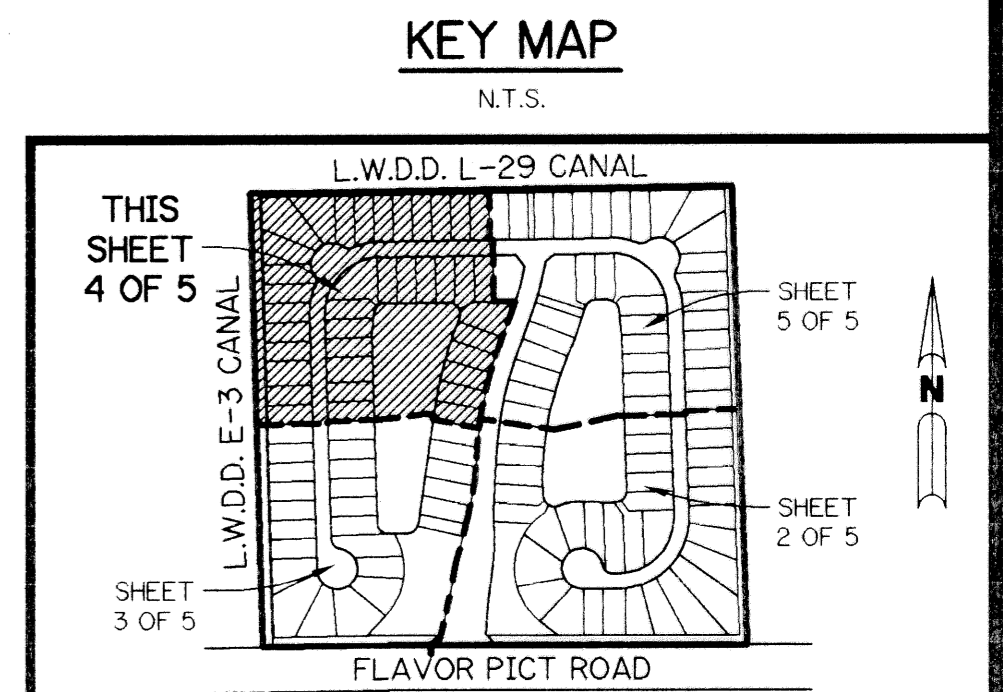 KEY MAP
N.T.S.
L.W.D.D. L-29 CANAL
THIS
SHEET
4 OF 5
L.W.D.D. E-3 CANAL
SHEET
5 OF 5
N
SHEET
2 OF 5
SHEET
3 OF 5
FLAVOR PICT ROAD